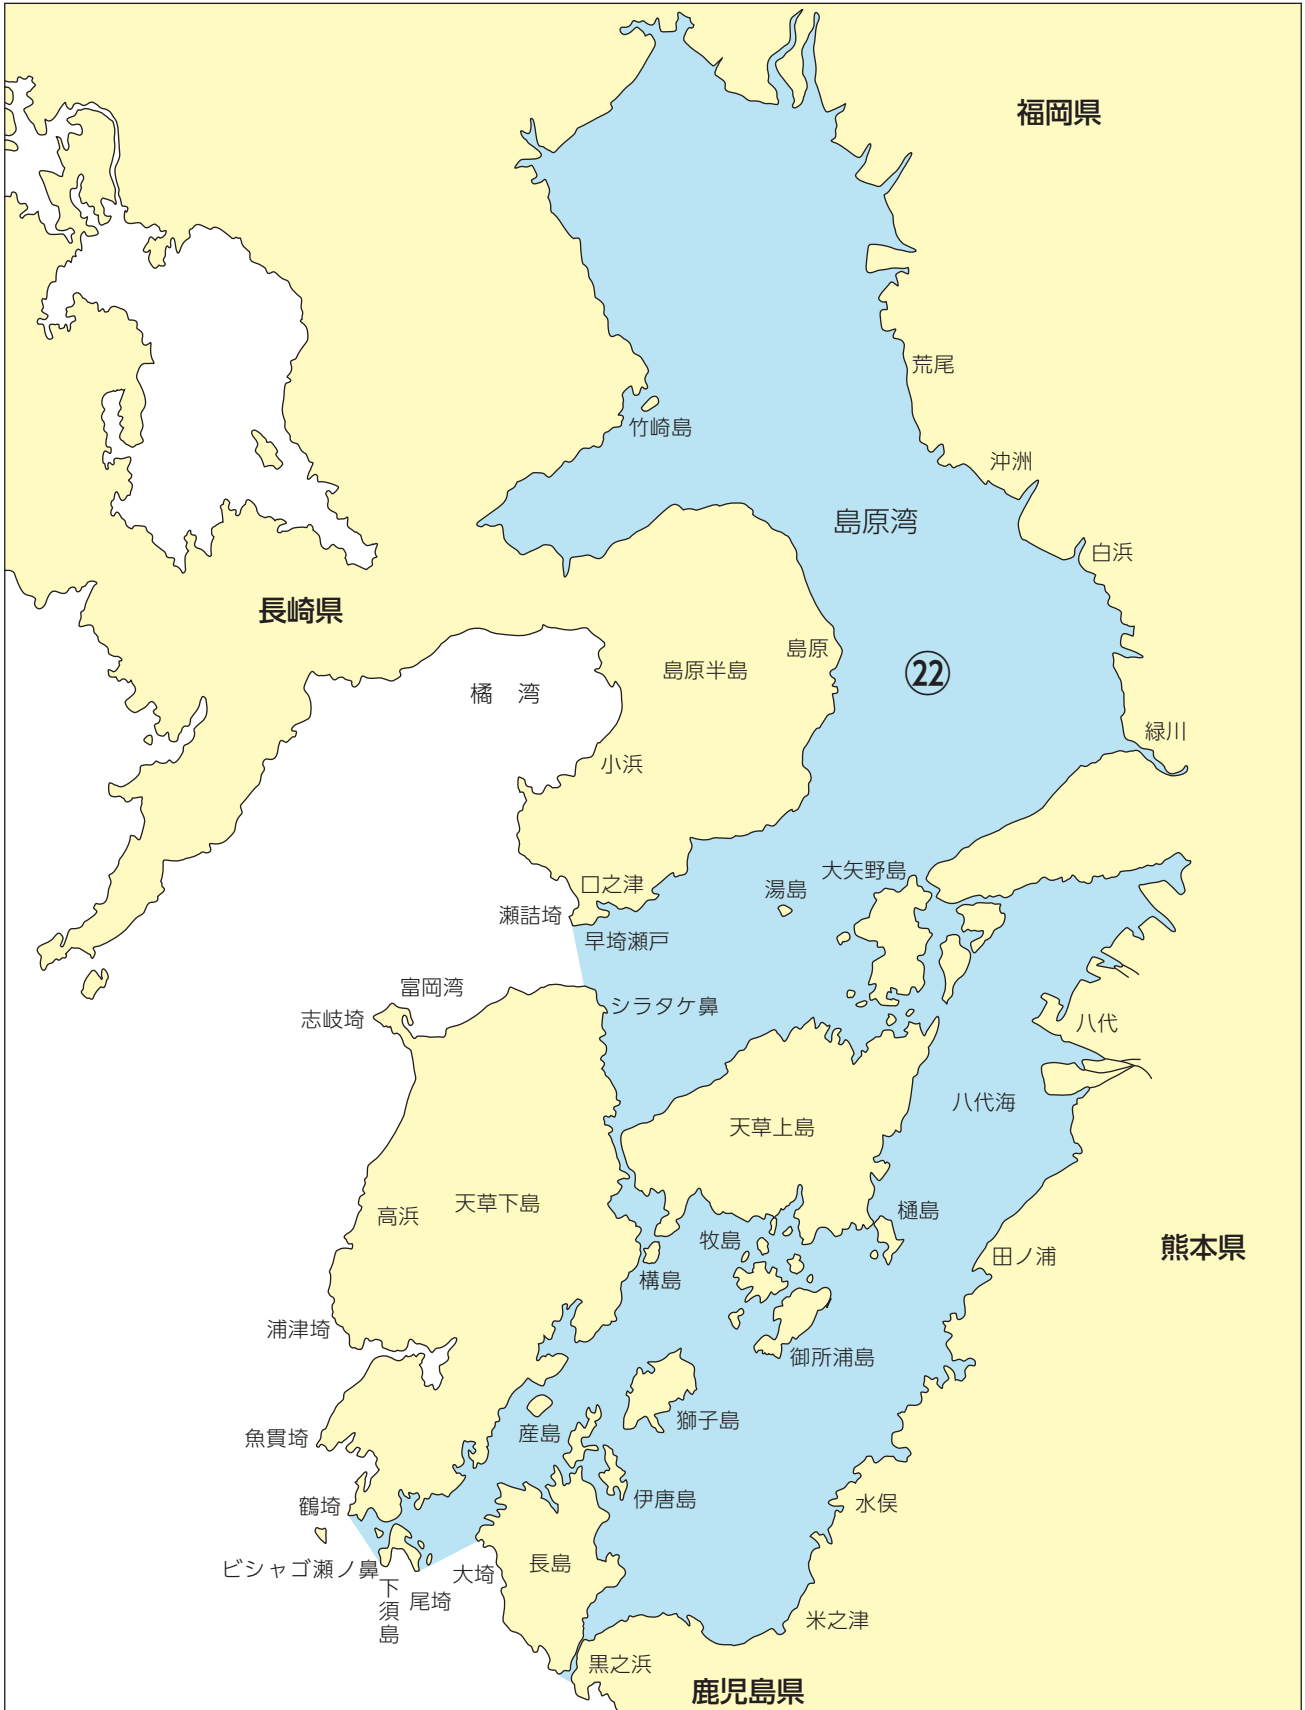 福岡県
荒尾
竹崎島
沖洲
島原湾
白浜
長崎県
島原
島原半島
㉒
橘 湾
緑川
小浜
大矢野島
口之津
湯島
瀬詰埼
早埼瀬戸
富岡湾
シラタケ鼻
志岐埼
八代
八代海
天草上島
天草下島
高浜
樋島
牧島
熊本県
田ノ浦
構島
浦津埼
御所浦島
獅子島
産島
魚貫埼
伊唐島
水俣
鶴埼
ビシャゴ瀬ノ鼻
長島
大埼
下須島
尾埼
米之津
黒之浜
鹿児島県